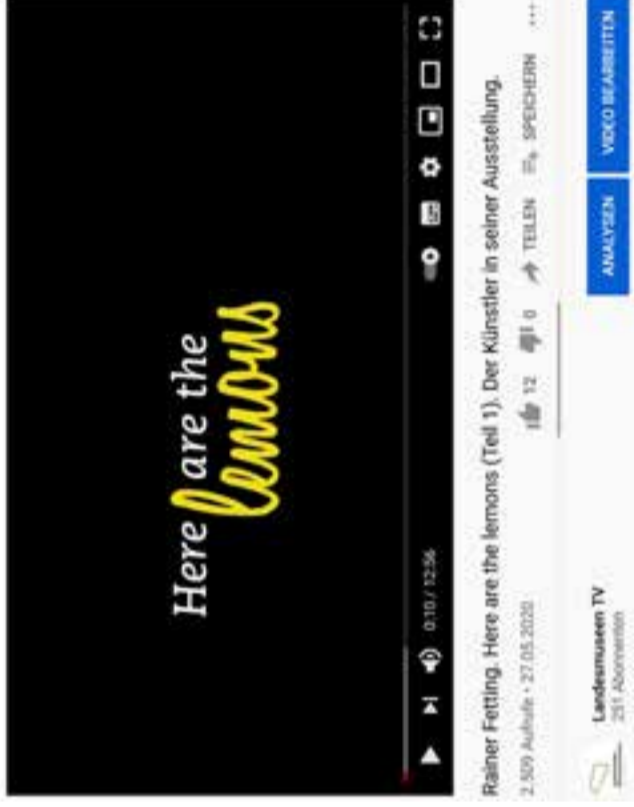 Here are the
lemons
0:10 / 12:56
Rainer Fetting. Here are the lemons (Teil 1). Der Künstler in seiner Ausstellung.
2.509 Aufrufe • 27.05.2020
12
0
TEILEN
SPEICHERN
Landesmuseen TV
251 Abonnenten
ANALYSEN
VIDEO BEARBEITEN